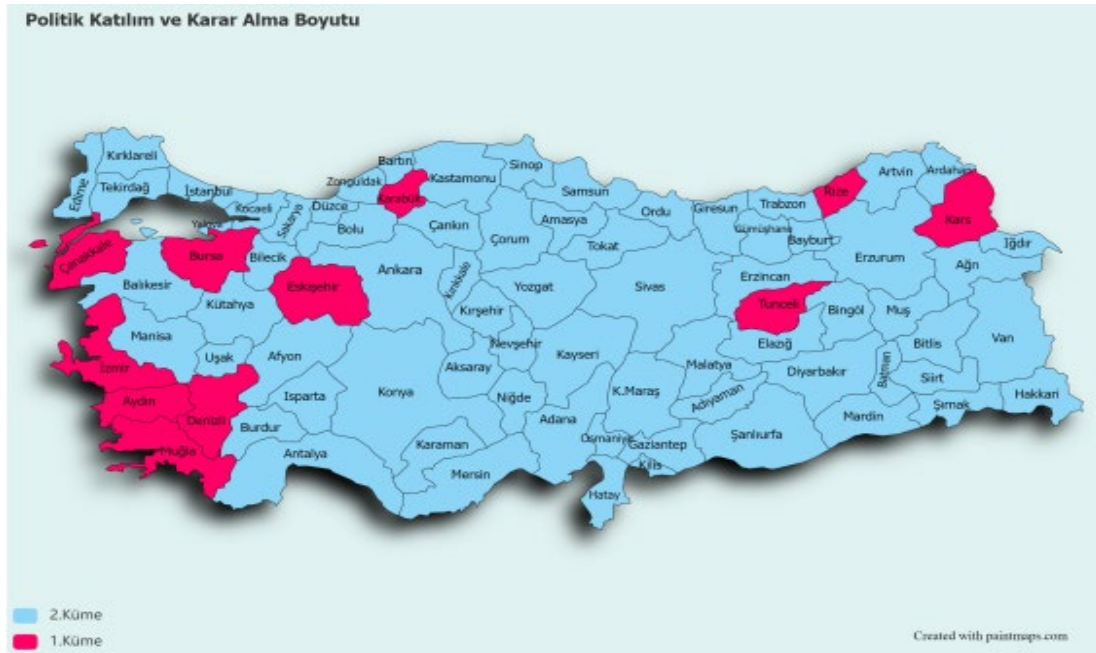 Politik Katılım ve Karar Alma Boyutu
Kırklareli
Edirne
Tekirdağ
İstanbul
Kocaeli
Yalova
Sakarya
Düzce
Zonguldak
Bartın
Karabük
Kastamonu
Sinop
Samsun
Ordu
Giresun
Trabzon
Rize
Artvin
Ardahan
Kars
Iğdır
Ağrı
Çanakkale
Bursa
Bilecik
Bolu
Çankırı
Çorum
Amasya
Tokat
Gümüşhane
Bayburt
Erzurum
Erzincan
Balıkesir
Kütahya
Eskişehir
Ankara
Kırıkkale
Kırşehir
Yozgat
Sivas
Tunceli
Bingöl
Muş
Bitlis
Van
Manisa
Uşak
Afyon
Aksaray
Nevşehir
Kayseri
Malatya
Elazığ
Diyarbakır
Batman
Siirt
Hakkari
Şırnak
İzmir
Aydın
Denizli
Isparta
Burdur
Konya
Niğde
Adana
K.Maraş
Adıyaman
Mardin
Şanlıurfa
Muğla
Antalya
Karaman
Mersin
Osmaniye
Gaziantep
Kilis
Hatay
2.Küme
1.Küme
Created with paintmaps.com